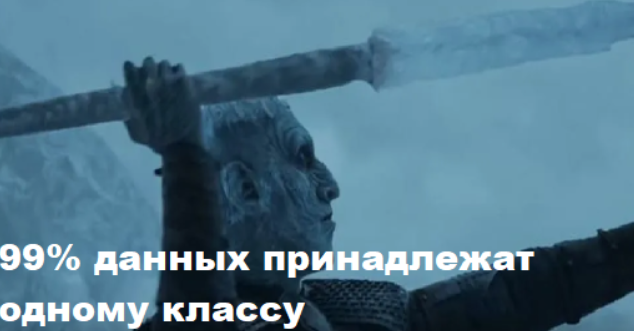 99% данных принадлежат
одному классу